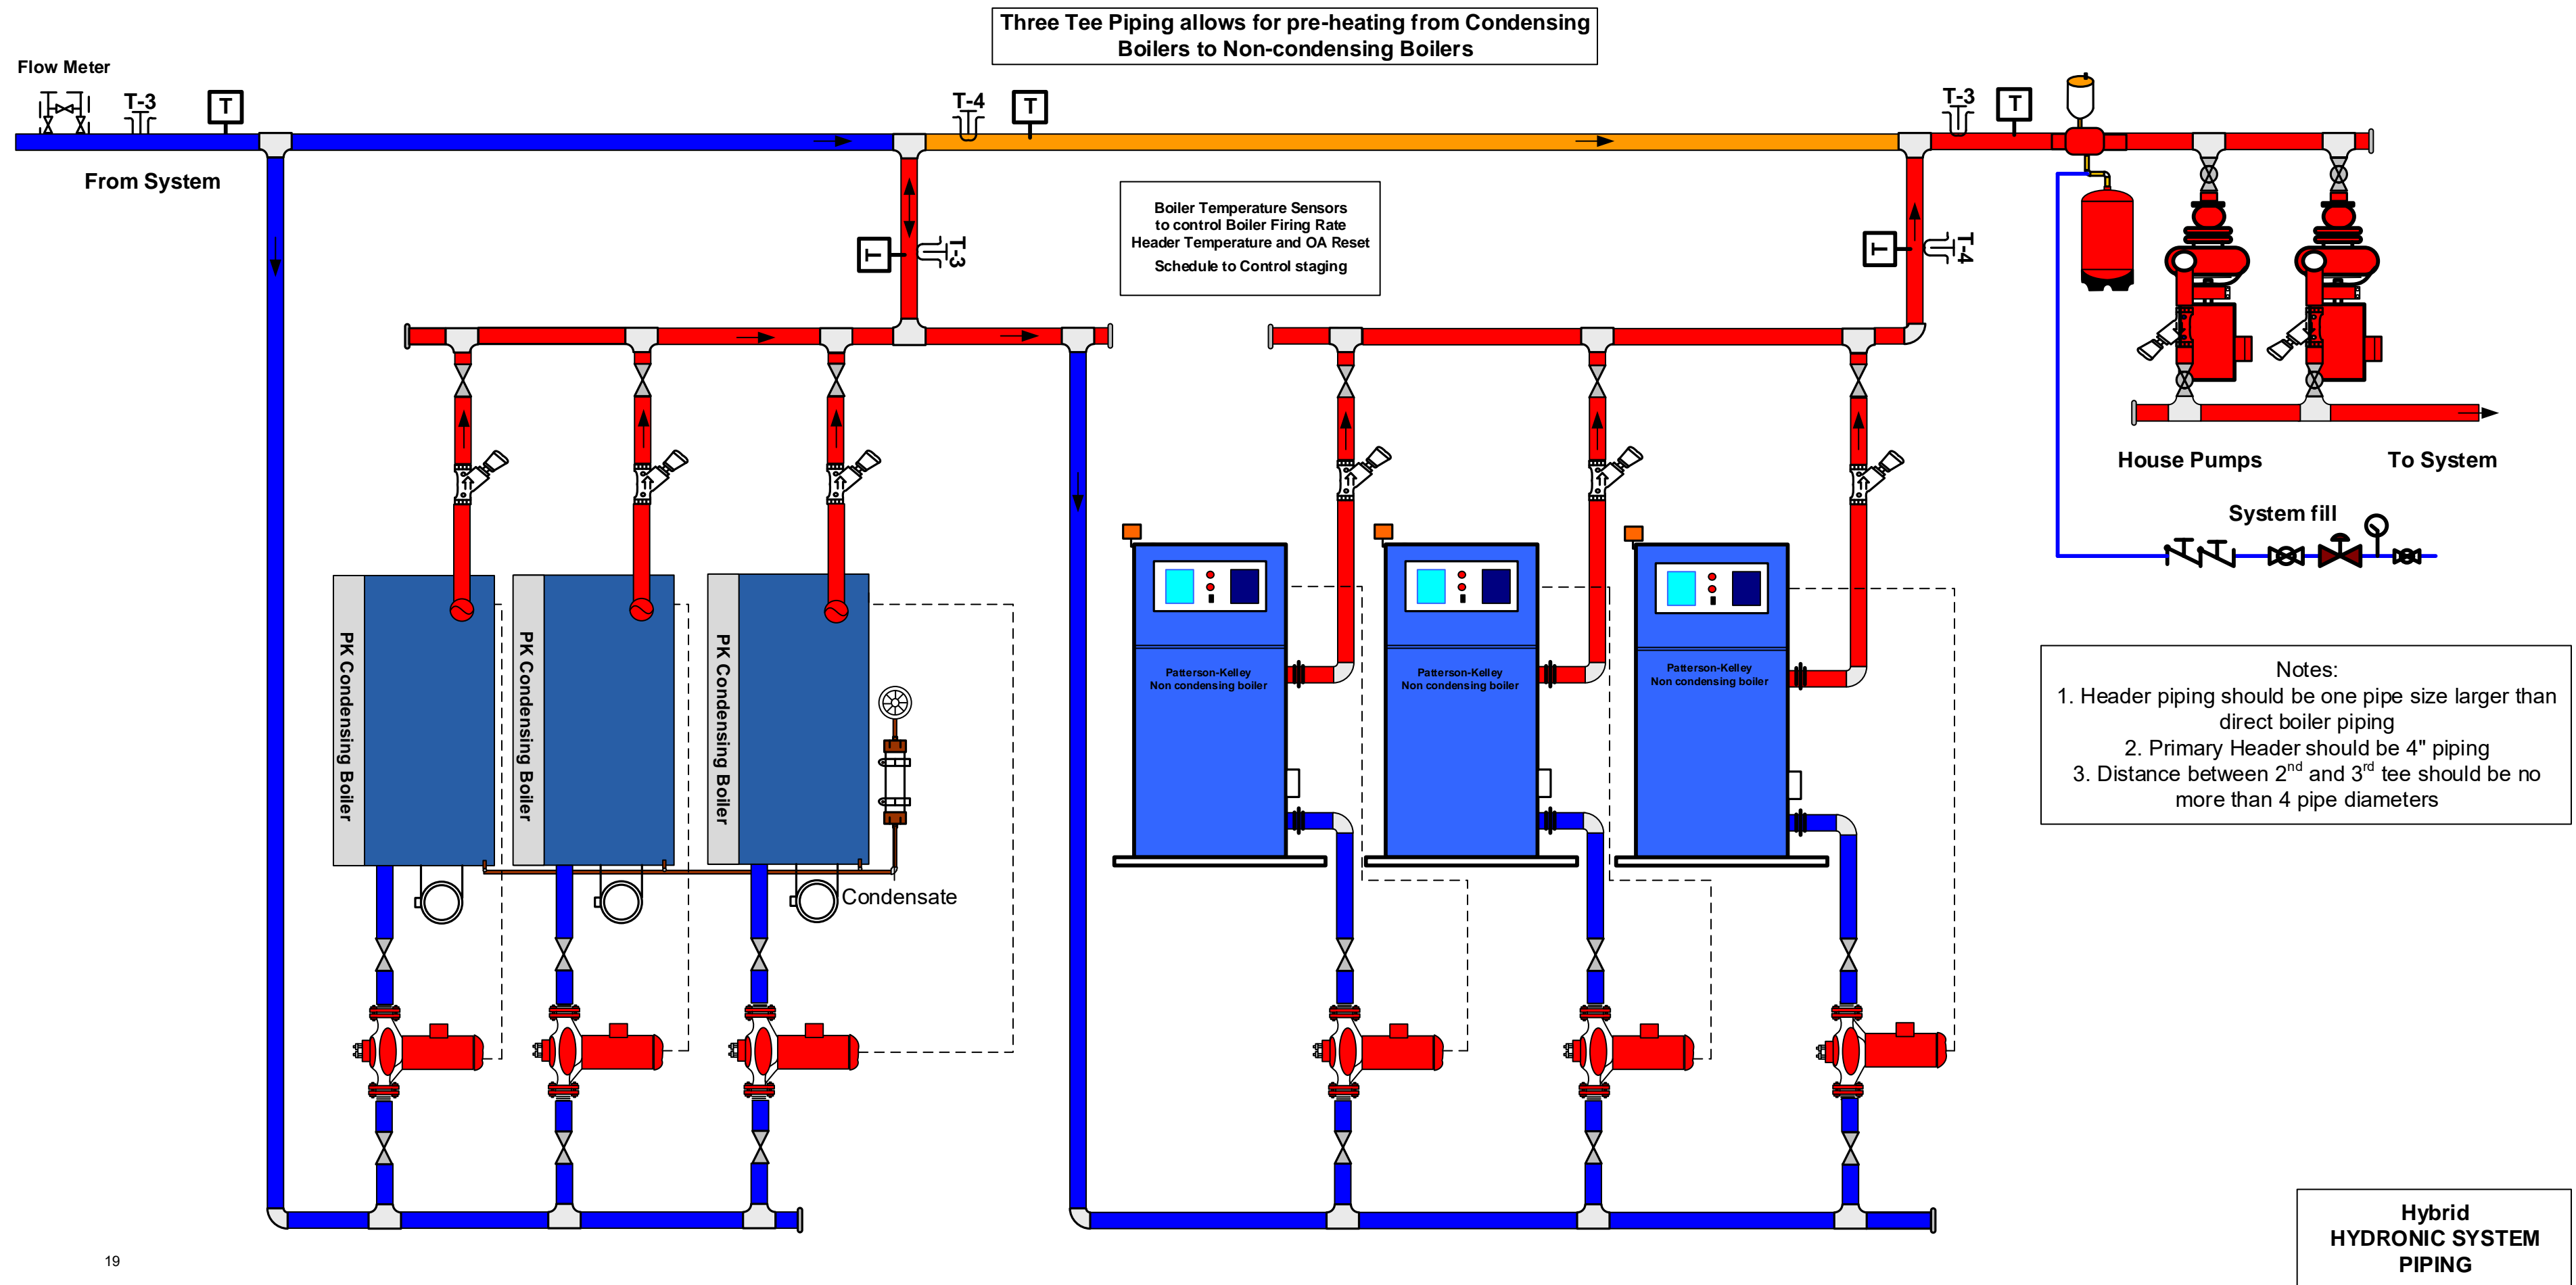 Three Tee Piping allows for pre-heating from Condensing
Boilers to Non-condensing Boilers
Flow Meter
T-3
T
T-4
T
T-3
T
From System
Boiler Temperature Sensors
to control Boiler Firing Rate
Header Temperature and OA Reset
Schedule to Control staging
T
T-3
T
T-4
House Pumps
To System
System fill
PK Condensing Boiler
PK Condensing Boiler
PK Condensing Boiler
Patterson-Kelley
Non condensing boiler
Patterson-Kelley
Non condensing boiler
Patterson-Kelley
Non condensing boiler
Notes:
1. Header piping should be one pipe size larger than
direct boiler piping
2. Primary Header should be 4" piping
3. Distance between 2nd and 3rd tee should be no
more than 4 pipe diameters
Condensate
Hybrid
HYDRONIC SYSTEM
PIPING
19